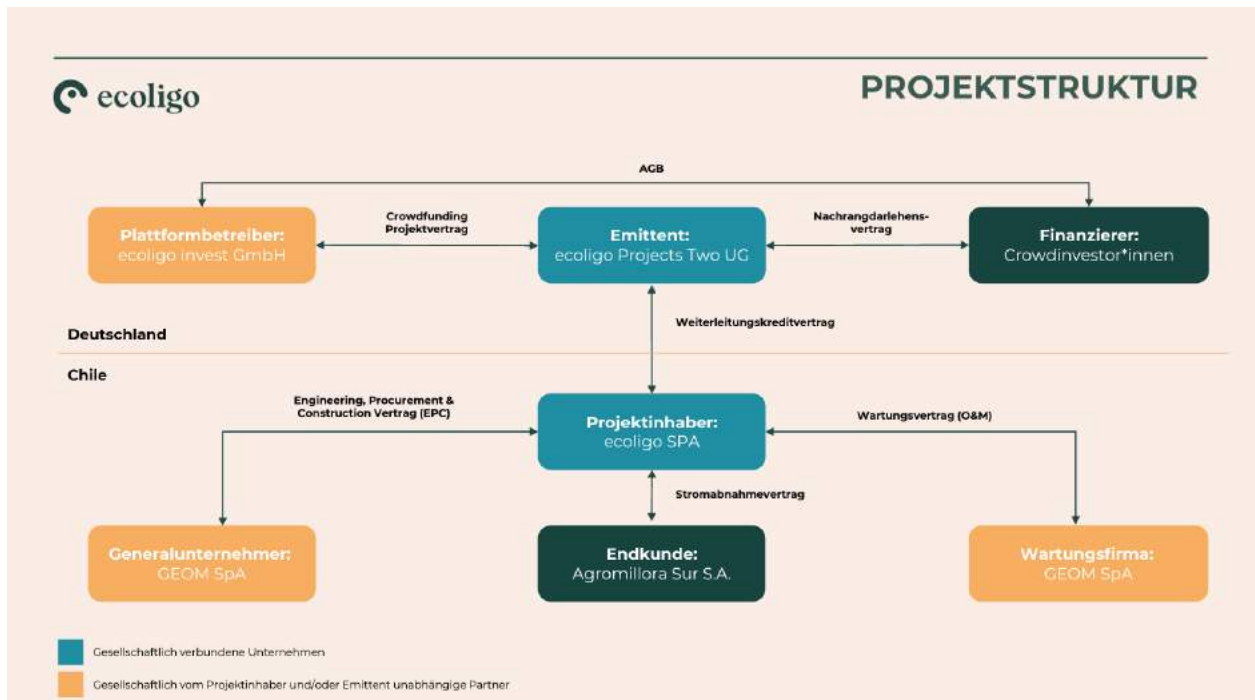 ecoligo
PROJEKTSTRUKTUR
AGB
Plattformbetreiber:
ecoligo invest GmbH
Crowdfunding
Projektvertrag
Emittent:
ecoligo Projects Two UG
Nachrangdarlehens-
vertrag
Finanzierer:
Crowdinvestor*innen
Weiterleitungskreditvertrag
Deutschland
Chile
Engineering, Procurement &
Construction Vertrag (EPC)
Projektinhaber:
ecoligo SPA
Wartungsvertrag (O&M)
Stromabnahmevertrag
Generalunternehmer:
GEOM SpA
Endkunde:
Agromillora Sur S.A.
Wartungsfirma:
GEOM SpA
Gesellschaftlich verbundene Unternehmen
Gesellschaftlich vom Projektinhaber und/oder Emittent unabhängige Partner